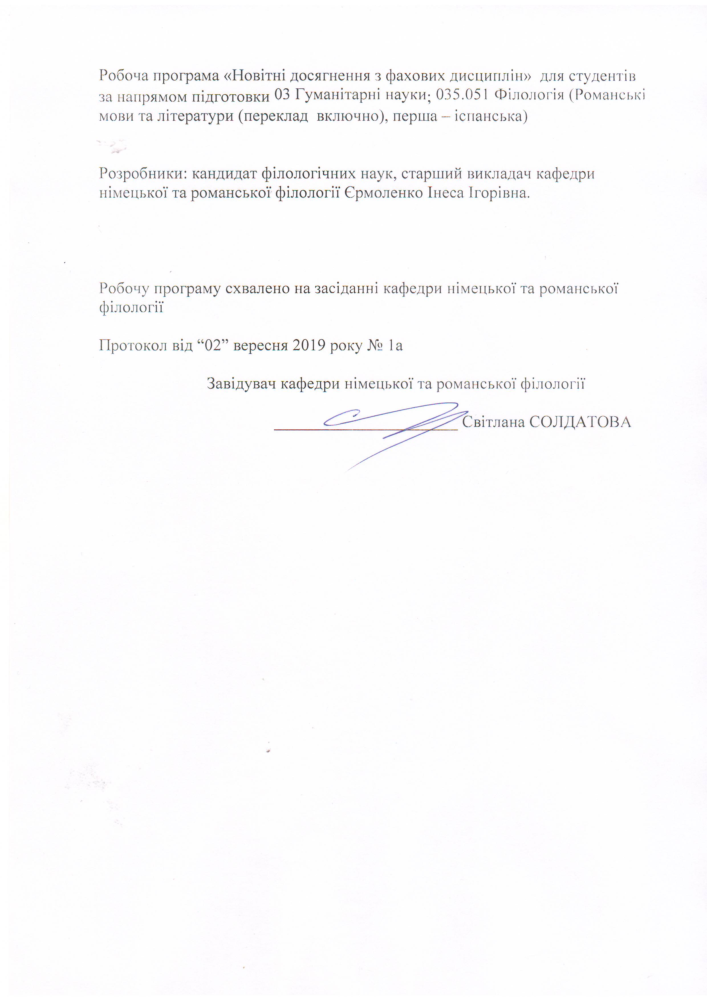 Робоча програма «Новітні досягнення з фахових дисциплін» для студентів
за напрямом підготовки 03 Гуманітарні науки; 035.051 Філологія (Романські
мови та літератури (переклад включно), перша – іспанська)
Розробники: кандидат філологічних наук, старший викладач кафедри
німецької та романської філології Єрмоленко Інеса Ігорівна.
Робочу програму схвалено на засіданні кафедри німецької та романської
філології
Протокол від “02” вересня 2019 року № 1а
Завідувач кафедри німецької та романської філології
Світлана СОЛДАТОВА